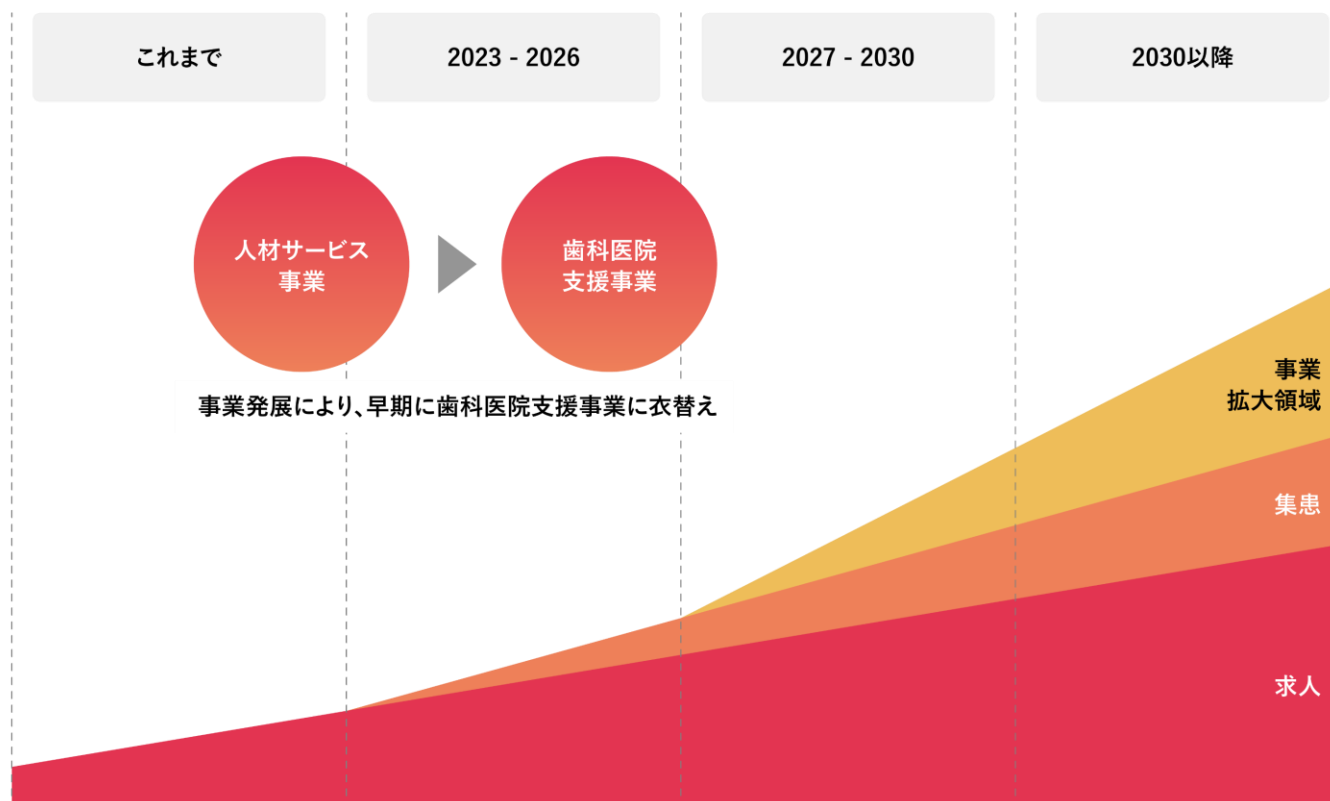 これまで
2023 - 2026
2027 - 2030
2030以降
人材サービス
事業
歯科医院
支援事業
事業発展により、早期に歯科医院支援事業に衣替え
事業
拡大領域
集患
求人